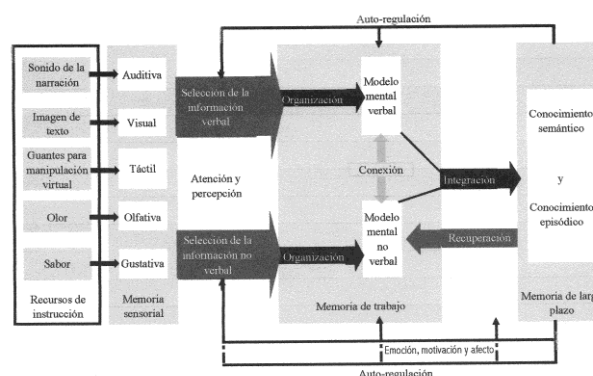 Auto-regulación
Sonido de la
narración
Auditiva
Imagen de
texto
Visual
Guantes para
manipulación
virtual
Táctil
Olor
Olfativa
Sabor
Gustativa
Recursos de
instrucción
Memoria
sensorial
Selección de la
información
verbal
Atención y
percepción
Selección de la
información no
verbal
Organización
Organización
Modelo
mental
verbal
Conexión
Modelo
mental
no
verbal
Memoria de trabajo
Integración
Recuperación
Conocimiento
semántico
y
Conocimiento
episódico
Memoria de larg
plazo
Emoción, motivación y afecto
Auto-regulación